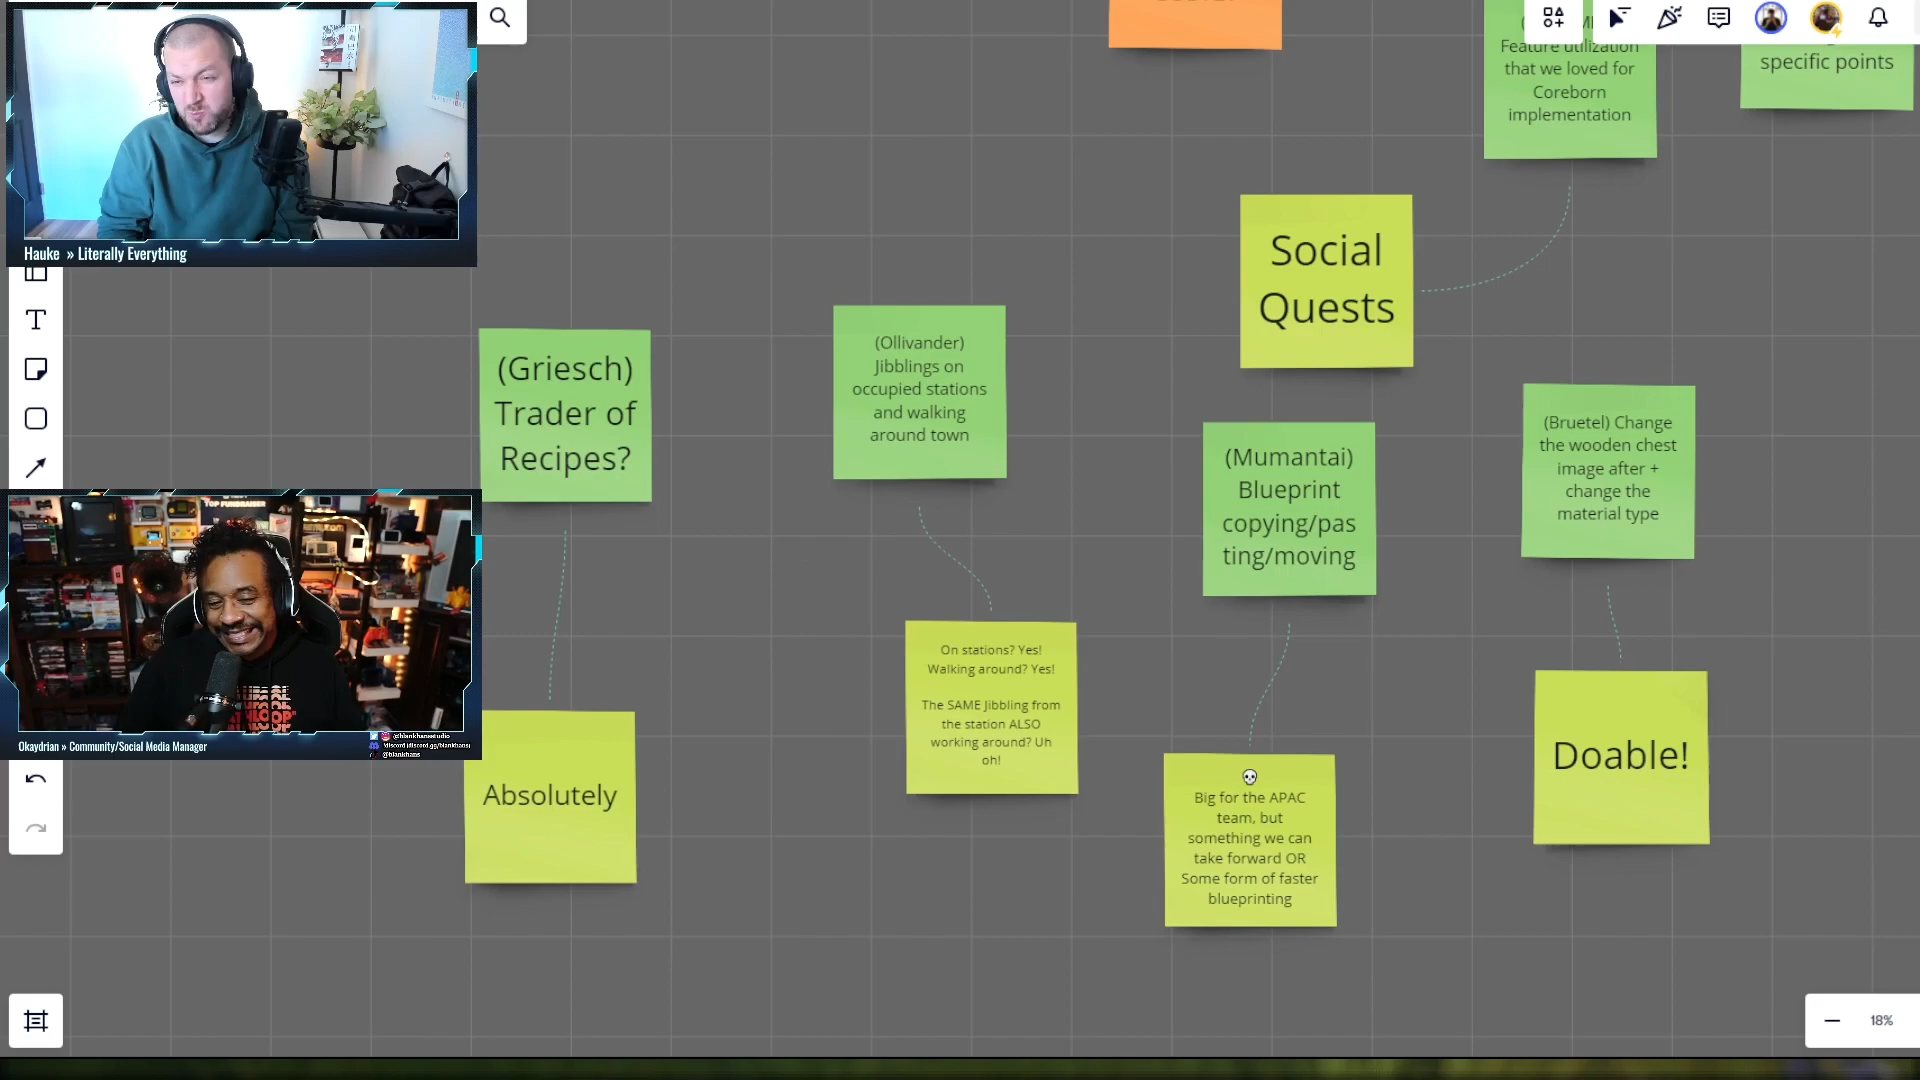 Hauke » Literally Everything
Feature utilization
that we loved for
Coreborn
implementation
specific points
Social
Quests
(Griesch)
Trader of
Recipes?
(Ollivander)
Jibblings on
occupied stations
and walking
around town
(Mumantai)
Blueprint
copying/pas
ting/moving
(Bruetel) Change
the wooden chest
image after +
change the
material type
Absolutely
On stations? Yes!
Walking around? Yes!
The SAME Jibbling from
the station ALSO
working around? Uh
oh!
💀
Big for the APAC
team, but
something we can
take forward OR
Some form of faster
blueprinting
Doable!
TOP FUNDRAISER
Okaydrian » Community/Social Media Manager
@blankhansstudio
@blankhans
18%